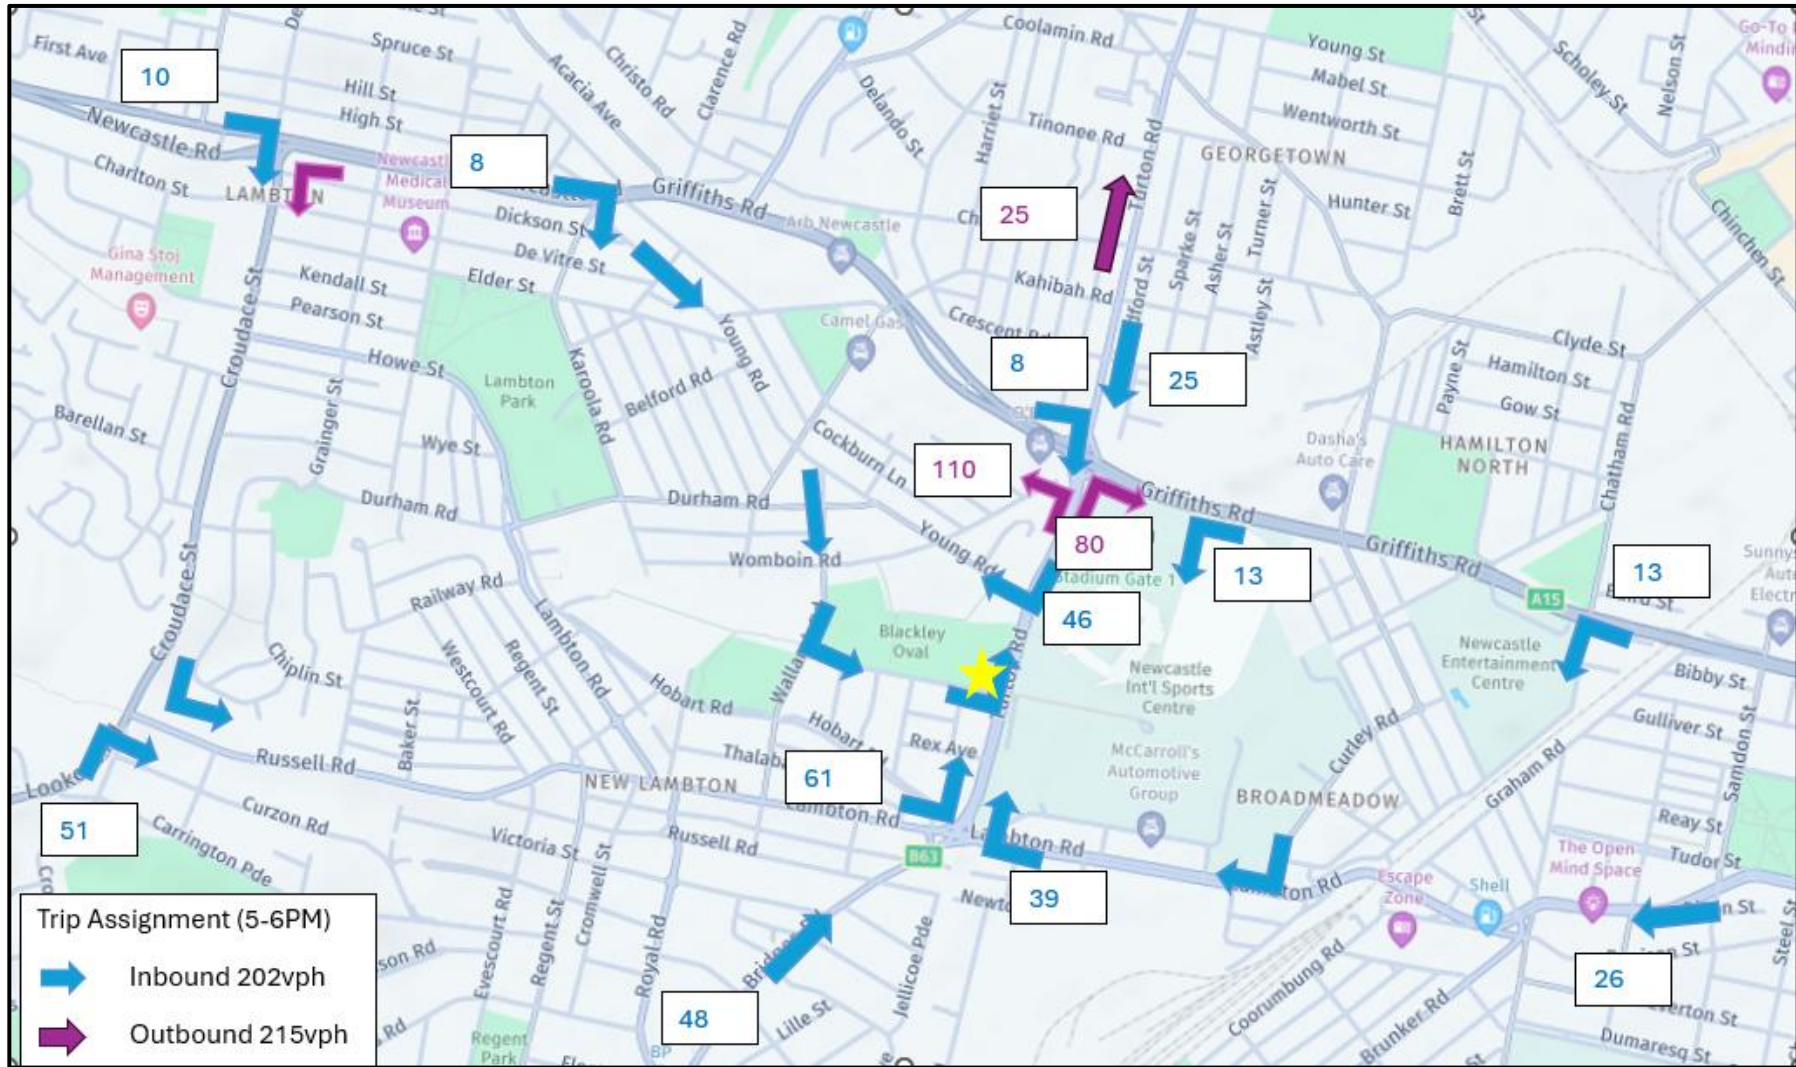 Coolamin Rd
Young St
Scholey St
Nelson St
First Ave
Spruce St
Acacia Ave
Christo Rd
Clarence Rd
Mabel St
10
Hill St
High St
Delando St
Harriet St
Tinonee Rd
Turton Rd
Wentworth St
GEORGETOWN
Brett St
Newcastle Rd
Charlton St
LAMBTON
Medical
Museum
8
Griffiths Rd
Dickson St
De Vitre St
Arb Newcastle
25
Sparke St
Asher St
Turner St
Hunter St
Chinchen St
Gina Stoj
Management
Kendall St
Elder St
Pearson St
Kahibah Rd
Astley St
Camel Gas
Young Rd
8
25
Clyde St
Croudace St
Howe St
Lambton
Park
Karoola Rd
Belford Rd
Payne St
Hamilton St
Gow St
Barellan St
Grainger St
Wye St
Cockburn Ln
110
Dasha's
Auto Care
HAMILTON
NORTH
Chatham Rd
Durham Rd
Durham Rd
Griffiths Rd
Young Rd
80
Griffiths Rd
Womboin Rd
Stadium Gate 1
13
13
A15
Croudace St
Railway Rd
Lambton Rd
46
Blackley
Oval
Newcastle
Int'l Sports
Centre
Newcastle
Entertainment
Centre
Bibby St
Chiplin St
Westcourt Rd
Regent St
Hobart Rd
Gulliver St
Samdon St
Baker St
Russell Rd
NEW LAMBTON
Rex Ave
61
McCarroll's
Automotive
Group
Curley Rd
BROADMEADOW
Graham Rd
Reay St
51
Curzon Rd
Carrington Pde
Victoria St
Russell Rd
Lambton Rd
Lambton Rd
B63
39
The Open
Mind Space
Tudor St
Escape
Zone
Shell
Evescourt Rd
Regent St
Cromwell St
Royal Rd
Jellicoe Pde
Steel St
48
Lille St
Coorumbung Rd
Brunker Rd
26
Dumaresq St
Regent
Park
BP
Trip Assignment (5-6PM)
Inbound 202vph
Outbound 215vph